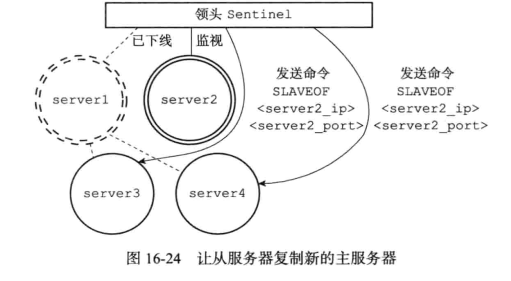 领头 Sentinel
已下线
监视
server1
server2
发送命令
SLAVEOF
<server2_ip>
<server2_port>
发送命令
SLAVEOF
<server2_ip>
<server2_port>
server3
server4
图 16-24 让从服务器复制新的主服务器